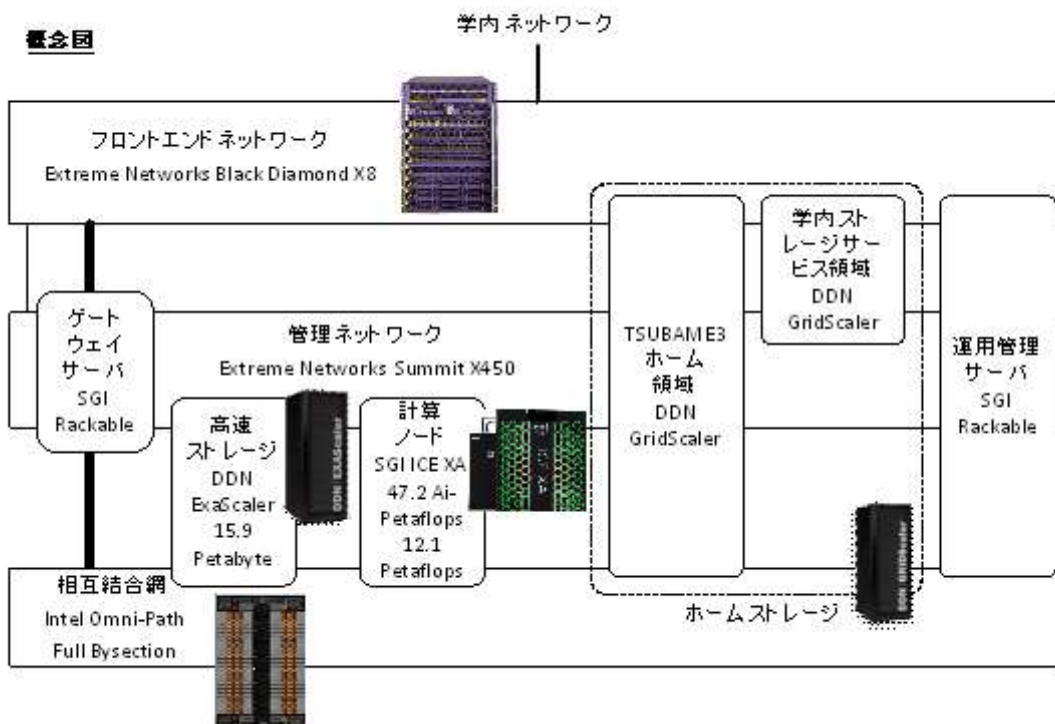 概念図
学内ネットワーク
フロントエンドネットワーク
Extreme Networks Black Diamond X8
学内スト
レージサー
ビス領域
DDN
GridScaler
ゲート
ウェイ
サーバ
SGI
Rackable
管理ネットワーク
Extreme Networks Summit X450
TSUBAME3
ホーム
領域
DDN
GridScaler
運用管理
サーバ
SGI
Rackable
高速
ストレージ
DDN
ExaScaler
15.9
Petabyte
DDN EXAScaler
計算
ノード
SGI ICE XA
47.2 Ai-
Petaflops
12.1
Petaflops
ICE XA
DDN GRIDScaler
ホームストレージ
相互結合網
Intel Omni-Path
Full Bysection